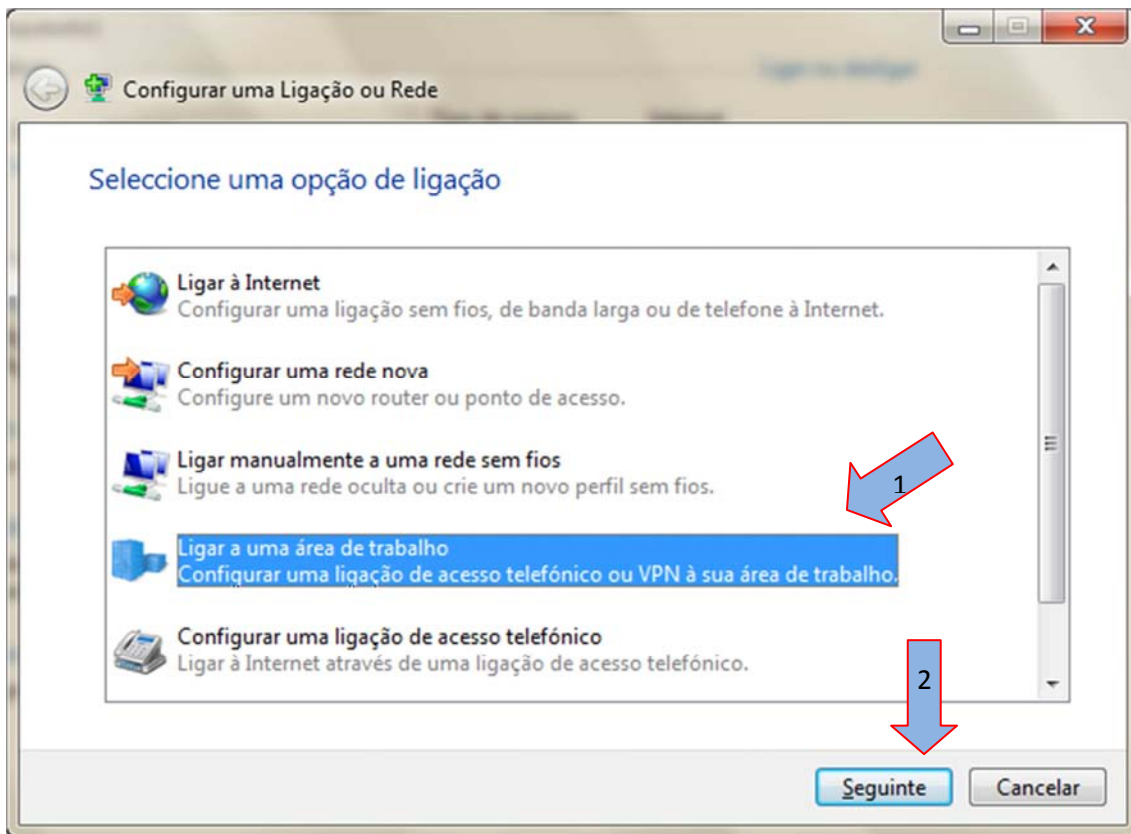 Configurar uma Ligação ou Rede
Seleccione uma opção de ligação
Ligar à Internet
Configurar uma ligação sem fios, de banda larga ou de telefone à Internet.
Configurar uma rede nova
Configure um novo router ou ponto de acesso.
Ligar manualmente a uma rede sem fios
Ligue a uma rede oculta ou crie um novo perfil sem fios.
1
Ligar a uma área de trabalho
Configurar uma ligação de acesso telefónico ou VPN à sua área de trabalho.
Configurar uma ligação de acesso telefónico
Ligar à Internet através de uma ligação de acesso telefónico.
2
Seguinte
Cancelar